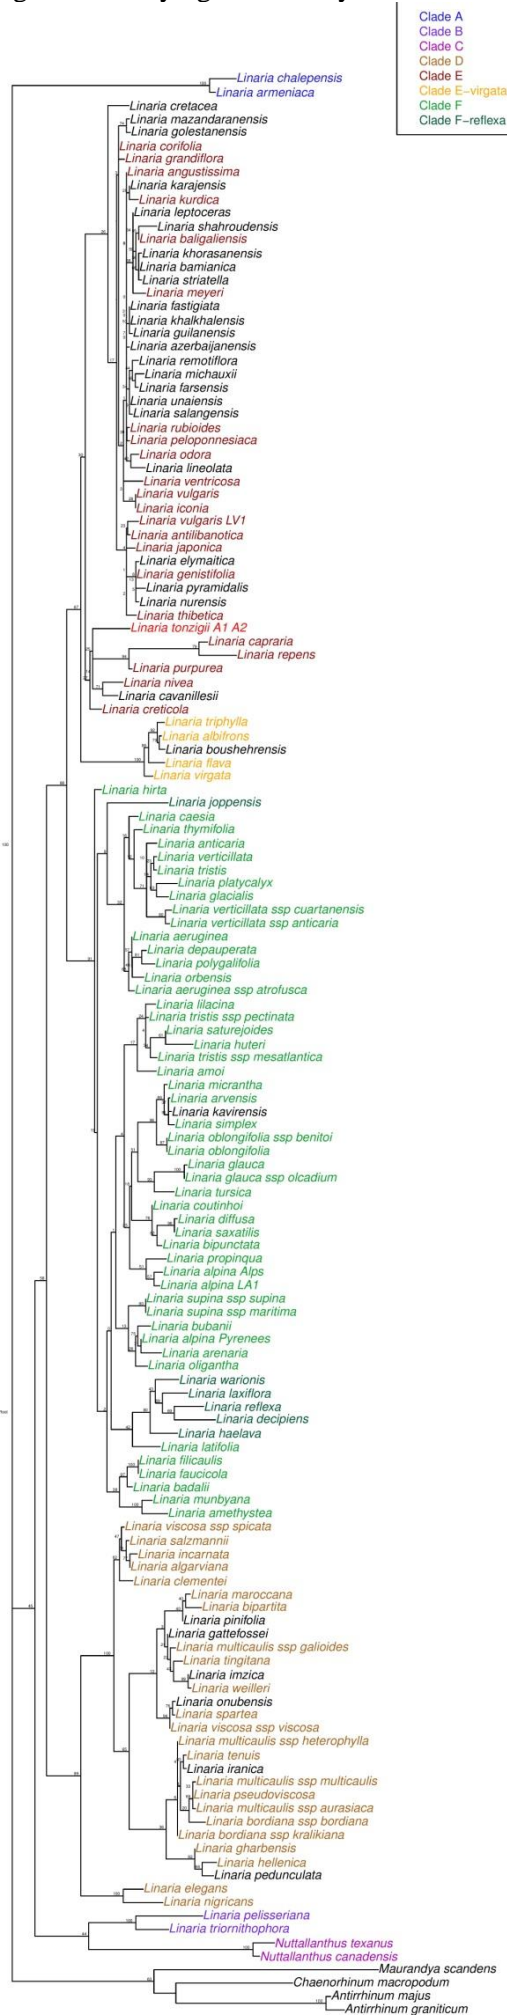 Clade A
Clade B
Clade C
Clade D
Clade E
Clade E-virgata
Clade F
Clade F-reflexa
Linaria chalepensis
Linaria armeniaca
Linaria cretacea
Linaria mazandaranensis
Linaria golestanensis
Linaria corifolia
Linaria grandiflora
Linaria angustissima
Linaria karajensis
Linaria kurdica
Linaria leptoceras
Linaria shahroudensis
Linaria baligaliensis
Linaria khorasanensis
Linaria bamianica
Linaria striatella
Linaria meyeri
Linaria fastigiata
Linaria khalkhalensis
Linaria guilanensis
Linaria azerbaijanensis
Linaria remotiflora
Linaria michauxii
Linaria farsensis
Linaria unaiensis
Linaria salangensis
Linaria rubioides
Linaria peloponnesiaca
Linaria odora
Linaria lineolata
Linaria ventricosa
Linaria vulgaris
Linaria iconia
Linaria vulgaris LV1
Linaria antilibanotica
Linaria japonica
Linaria elymaitica
Linaria genistifolia
Linaria pyramidalis
Linaria nurensis
Linaria thibetica
Linaria tonzigii A1 A2
Linaria capraria
Linaria repens
Linaria purpurea
Linaria nivea
Linaria cavanillesii
Linaria creticola
Linaria triphylla
Linaria albifrons
Linaria boushehrensis
Linaria flava
Linaria virgata
Linaria hirta
Linaria joppensis
Linaria caesia
Linaria thymifolia
Linaria anticaria
Linaria verticillata
Linaria tristis
Linaria platycalyx
Linaria glacialis
Linaria verticillata ssp cuartanensis
Linaria verticillata ssp anticaria
Linaria aeruginea
Linaria depauperata
Linaria polygalifolia
Linaria orbensis
Linaria aeruginea ssp atrofusca
Linaria lilacina
Linaria tristis ssp pectinata
Linaria saturejoides
Linaria huteri
Linaria tristis ssp mesatlantica
Linaria amoi
Linaria micrantha
Linaria arvensis
Linaria kavirensis
Linaria simplex
Linaria oblongifolia ssp benitoi
Linaria oblongifolia
Linaria glauca
Linaria glauca ssp olcadium
Linaria tursica
Linaria coutinhoi
Linaria diffusa
Linaria saxatilis
Linaria bipunctata
Linaria propinqua
Linaria alpina Alps
Linaria alpina LA1
Linaria supina ssp supina
Linaria supina ssp maritima
Linaria bubanii
Linaria alpina Pyrenees
Linaria arenaria
Linaria oligantha
Linaria warionis
Linaria laxiflora
Linaria reflexa
Linaria decipiens
Linaria haelava
Linaria latifolia
Linaria filicaulis
Linaria faucicola
Linaria badalii
Linaria munbyana
Linaria amethystea
Linaria viscosa ssp spicata
Linaria salzmannii
Linaria incarnata
Linaria algarviana
Linaria clementei
Linaria maroccana
Linaria bipartita
Linaria pinifolia
Linaria gattefossei
Linaria multicaulis ssp galioides
Linaria tingitana
Linaria imzica
Linaria weilleri
Linaria onubensis
Linaria spartea
Linaria viscosa ssp viscosa
Linaria multicaulis ssp heterophylla
Linaria tenuis
Linaria iranica
Linaria multicaulis ssp multicaulis
Linaria pseudoviscosa
Linaria multicaulis ssp aurasiaca
Linaria bordiana ssp bordiana
Linaria bordiana ssp kralikiana
Linaria gharbensis
Linaria hellenica
Linaria pedunculata
Linaria elegans
Linaria nigricans
Linaria pelisseriana
Linaria triornithophora
Nuttallanthus texanus
Nuttallanthus canadensis
Maurandya scandens
Chaenorhinum macropodum
Antirrhinum majus
Antirrhinum graniticum